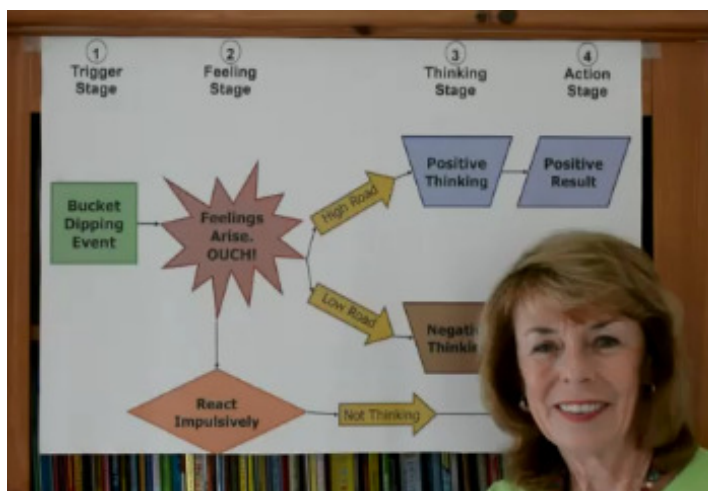 1
2
3
4
Trigger
Stage
Feeling
Stage
Thinking
Stage
Action
Stage
Bucket
Dipping
Event
Feelings
Arise.
OUCH!
High Road
Positive
Thinking
Positive
Result
Low Road
React
Impulsively
Not Thinking